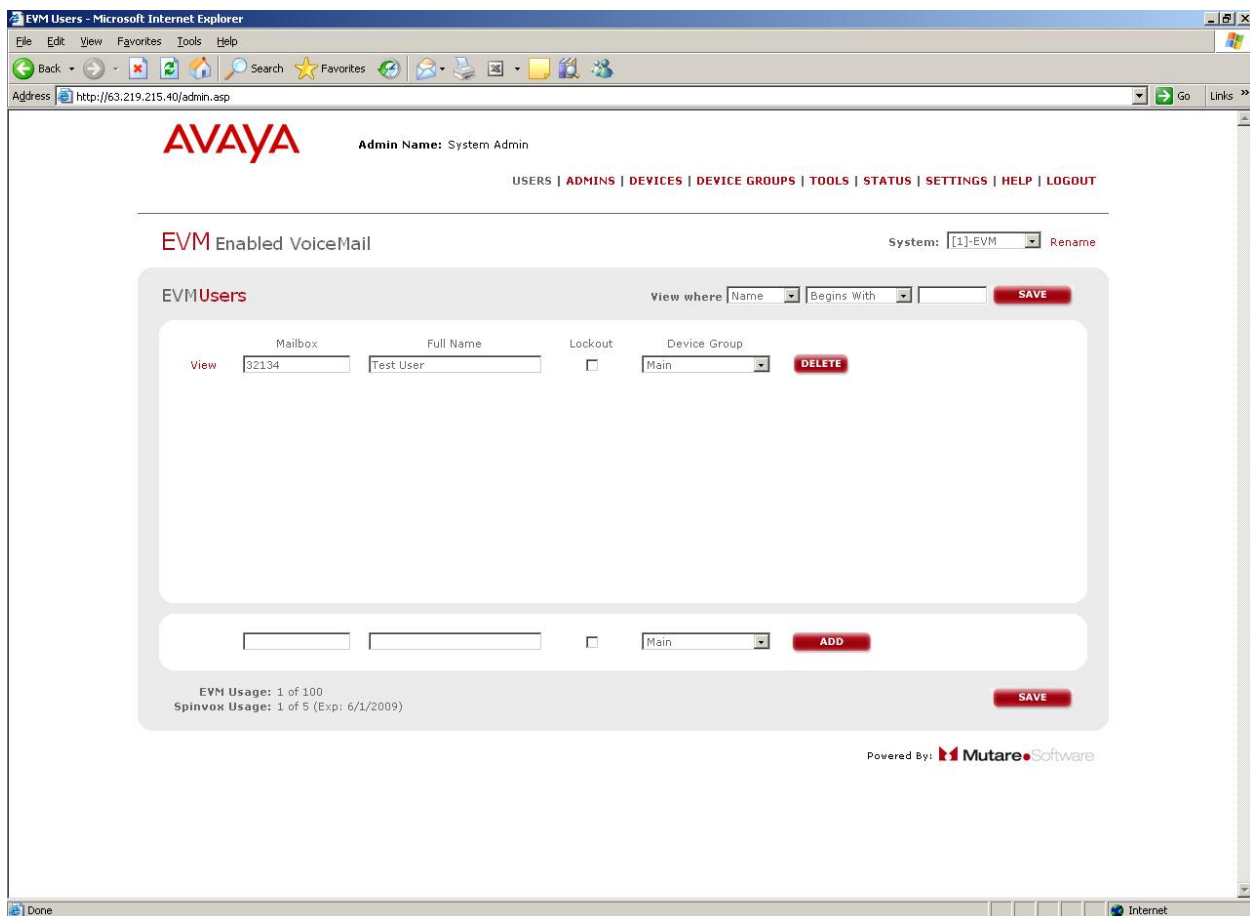 EVM Users - Microsoft Internet Explorer
File Edit View Favorites Tools Help
Back Search Favorites
Address http://63.219.215.40/admin.asp Go Links »
AVAYA Admin Name: System Admin
USERS | ADMINS | DEVICES | DEVICE GROUPS | TOOLS | STATUS | SETTINGS | HELP | LOGOUT
EVM Enabled VoiceMail System: [1]-EVM Rename
EVMUsers View where Name Begins With SAVE
Mailbox Full Name Lockout Device Group
View 32134 Test User Main DELETE
Main ADD
EVM Usage: 1 of 100
Spinvox Usage: 1 of 5 (Exp: 6/1/2009) SAVE
Powered By: Mutare Software
Done Internet